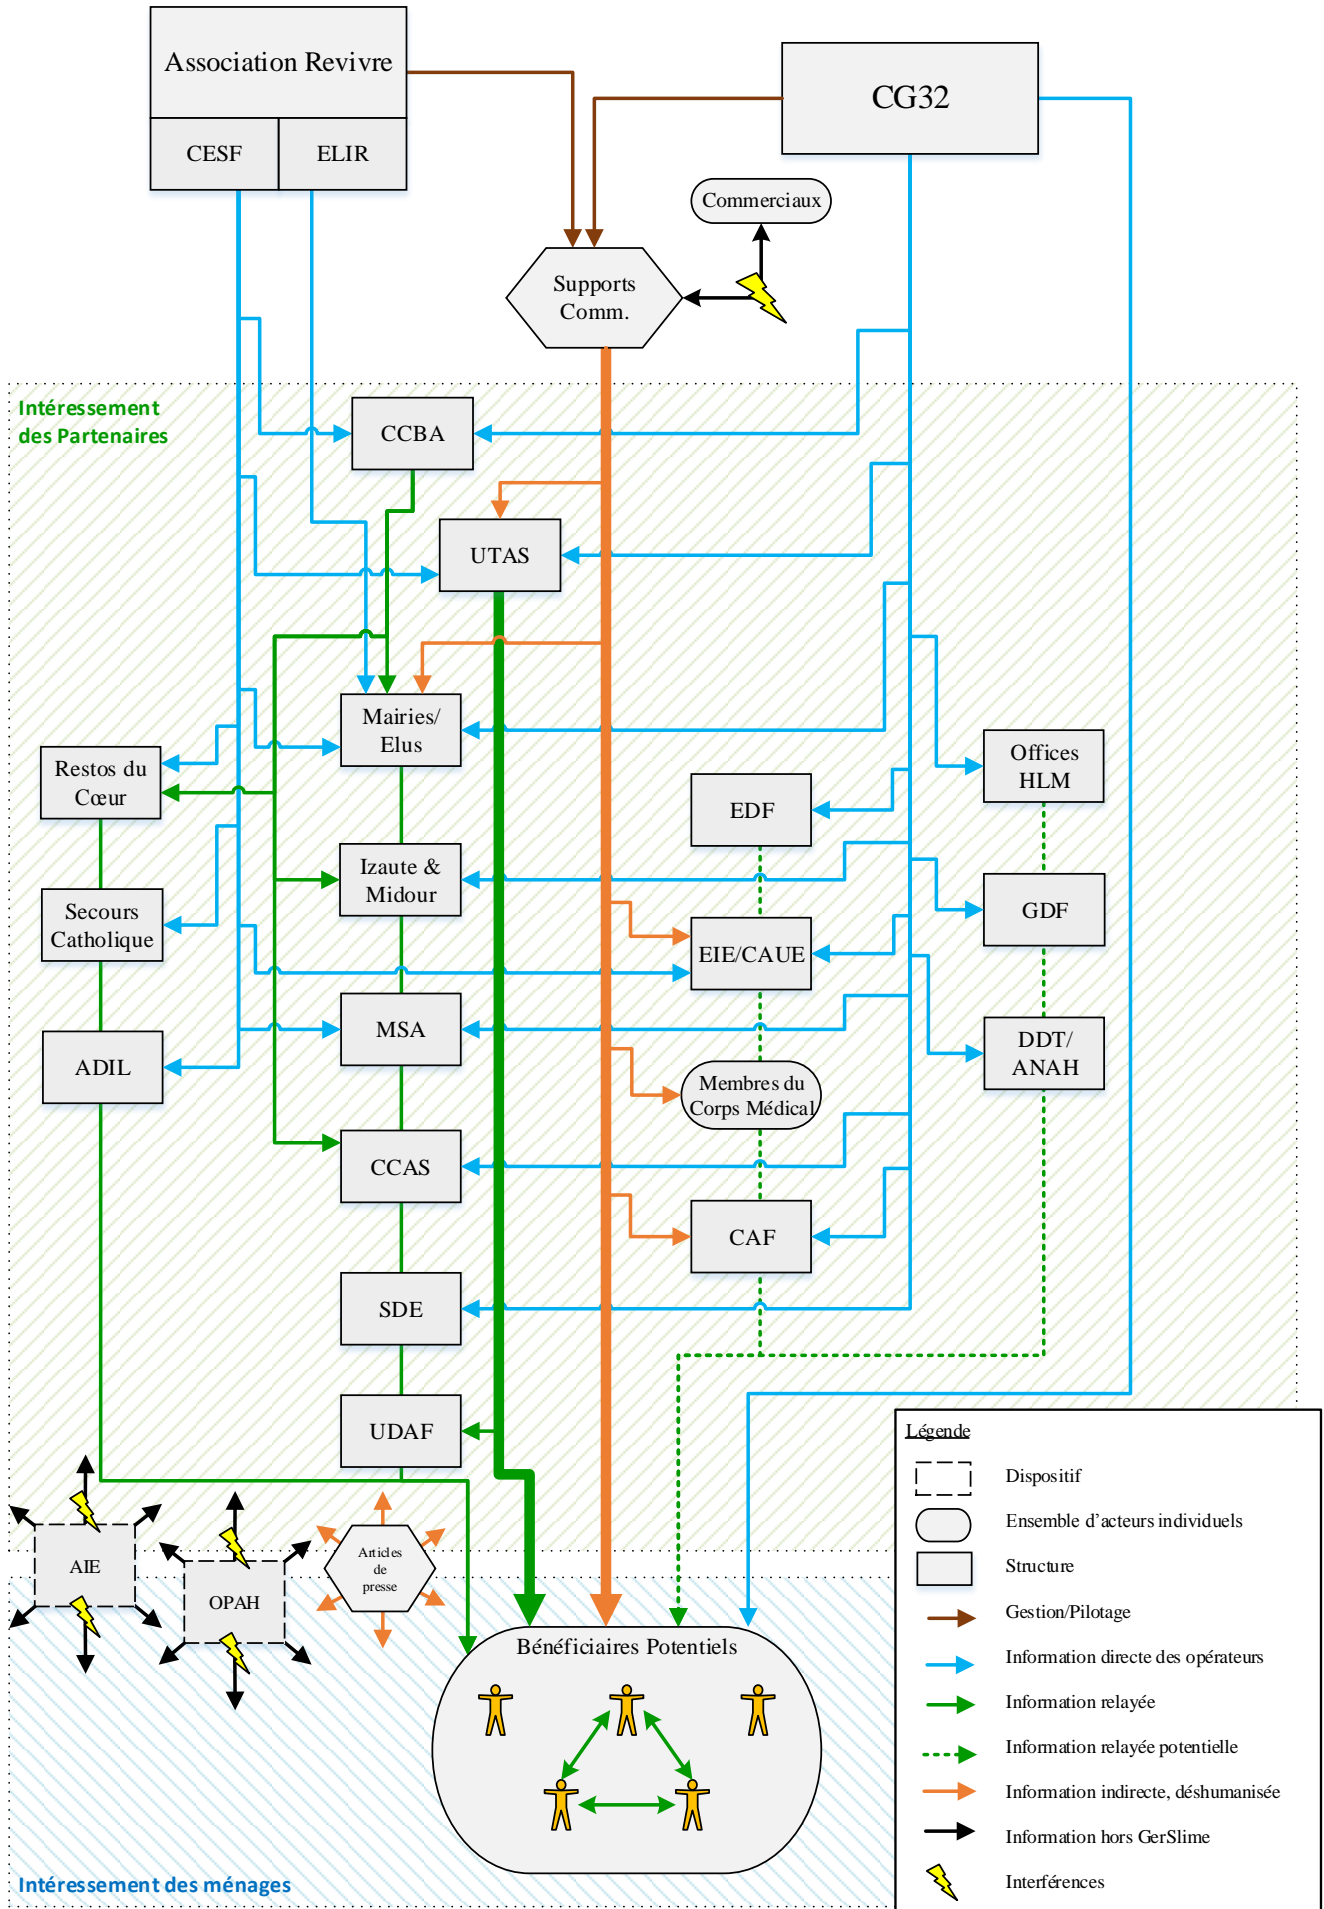 Association Revivre
CESF
ELIR
CG32
Commerciaux
Supports
Comm.
Intéressement
des Partenaires
CCBA
UTAS
Mairies/
Elus
Restos du
Cœur
Offices
HLM
EDF
Izaute &
Midour
GDF
Secours
Catholique
EIE/CAUE
MSA
ADIL
DDT/
ANAH
Membres du
Corps Médical
CCAS
CAF
SDE
UDAF
AIE
OPAH
Articles
de
presse
Bénéficiaires Potentiels
Intéressement des ménages
Légende
Dispositif
Ensemble d'acteurs individuels
Structure
Gestion/Pilotage
Information directe des opérateurs
Information relayée
Information relayée potentielle
Information indirecte, déshumanisée
Information hors GerSlime
Interférences